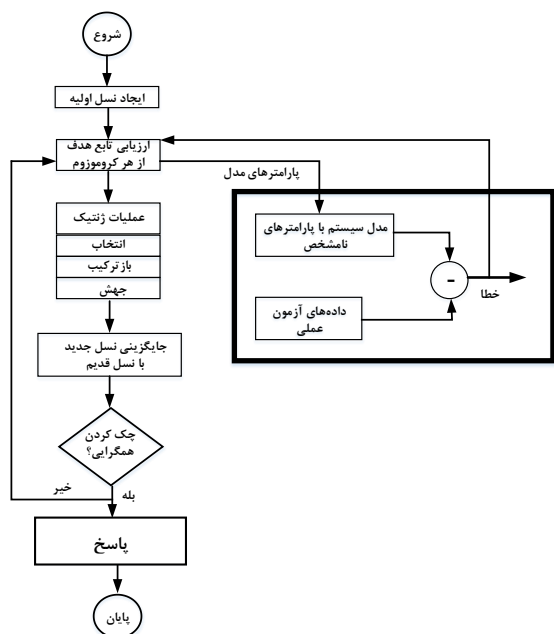 شروع
ایجاد نسل اولیه
ارزیابی تابع هدف
از هر کروموزوم
پارامترهای مدل
عملیات ژنتیک
انتخاب
بازترکیب
جهش
مدل سیستم با پارامترهای
نامشخص
-
خطا
داده‌های آزمون
عملی
جایگزینی نسل جدید
با نسل قدیم
چک کردن
همگرایی؟
خیر
بله
پاسخ
پایان